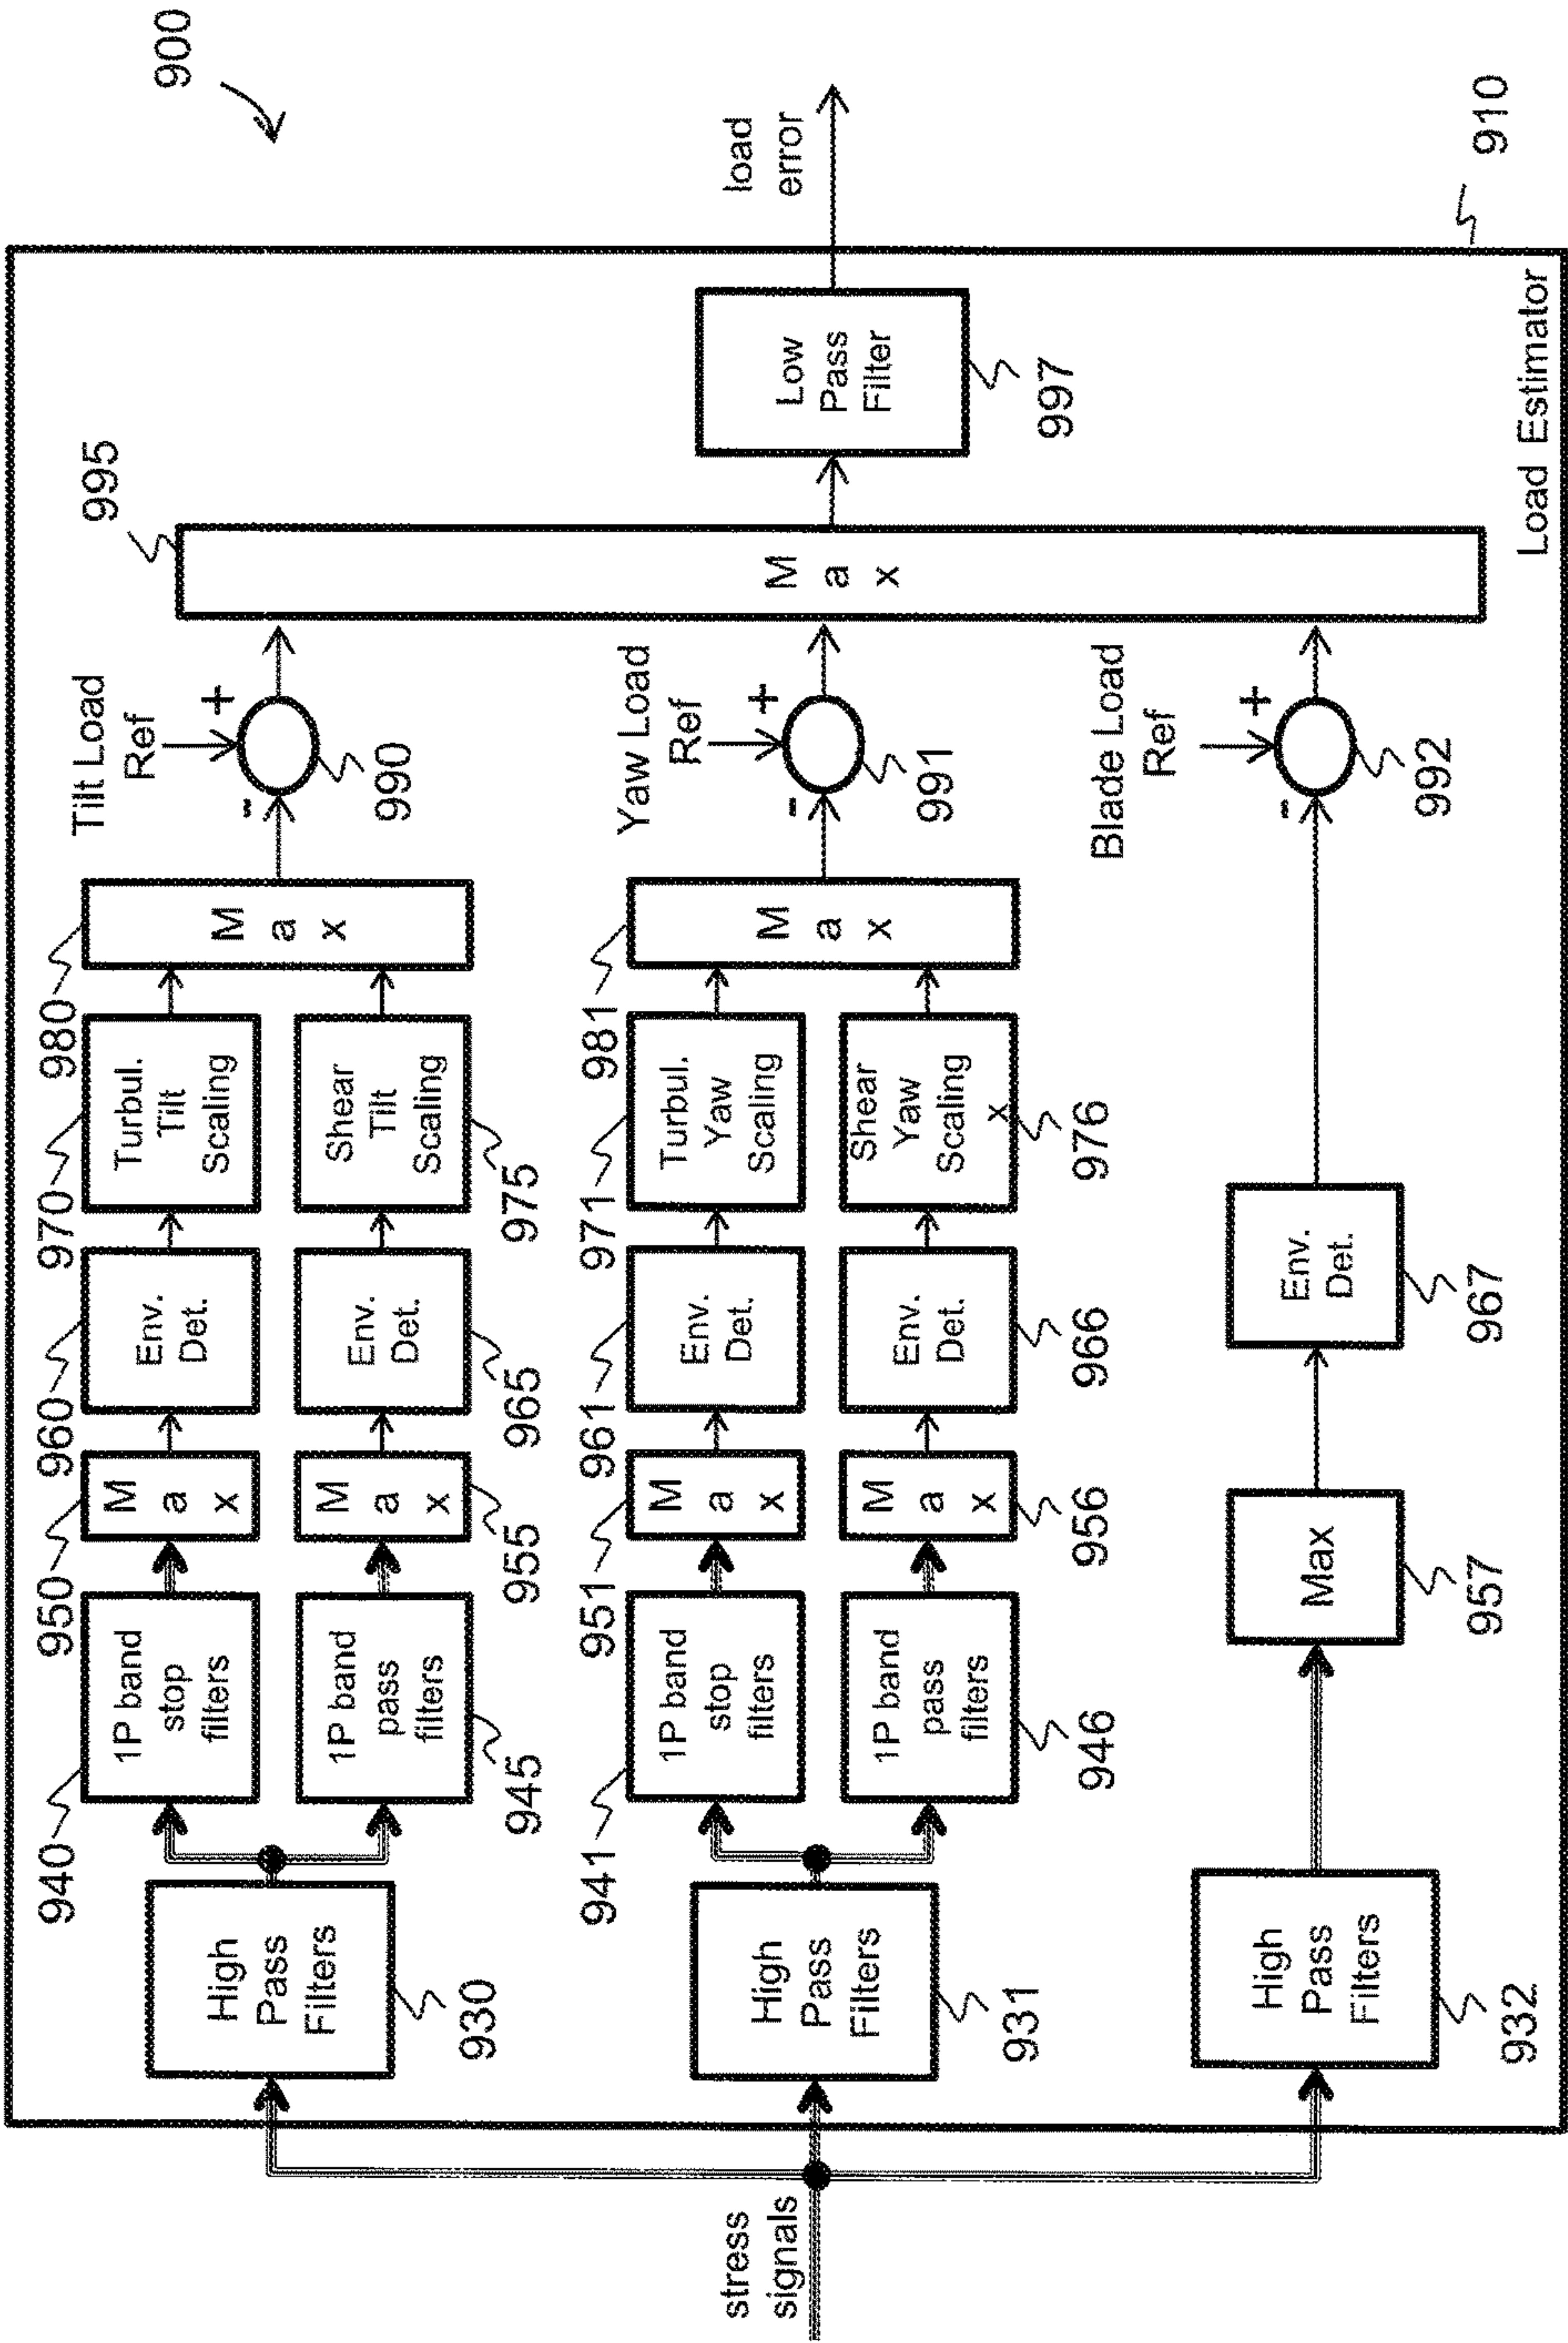 900
stress
signals
High
Pass
Filters
930
940
1P band
stop
filters
950
M
a
x
960
Env.
Det.
970
Turbul.
Tilt
Scaling
980
M
a
x
Tilt Load
Ref
+
-
990
1P band
pass
filters
945
M
a
x
955
Env.
Det.
965
Shear
Tilt
Scaling
975
High
Pass
Filters
931
941
1P band
stop
filters
951
M
a
x
961
Env.
Det.
971
Turbul.
Yaw
Scaling
981
M
a
x
Yaw Load
Ref
+
-
991
1P band
pass
filters
946
M
a
x
956
Env.
Det.
966
Shear
Yaw
Scaling
x
976
High
Pass
Filters
932
Max
957
Env.
Det.
967
Blade Load
Ref
+
-
992
995
M
a
x
Low
Pass
Filter
997
load
error
Load Estimator
910